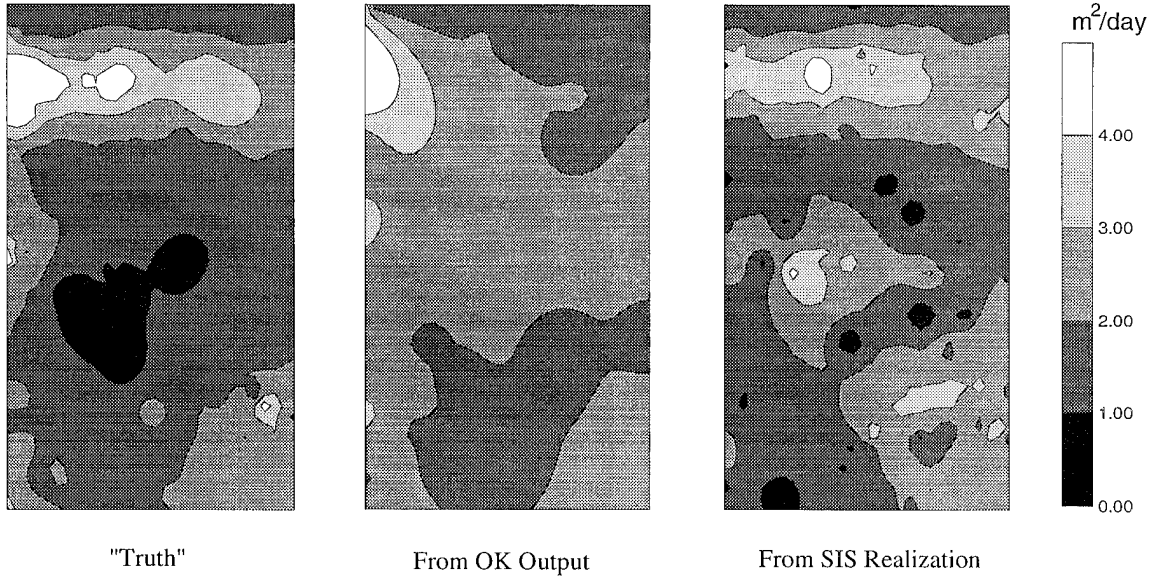 m²/day
4.00
3.00
2.00
1.00
0.00
"Truth"
From OK Output
From SIS Realization